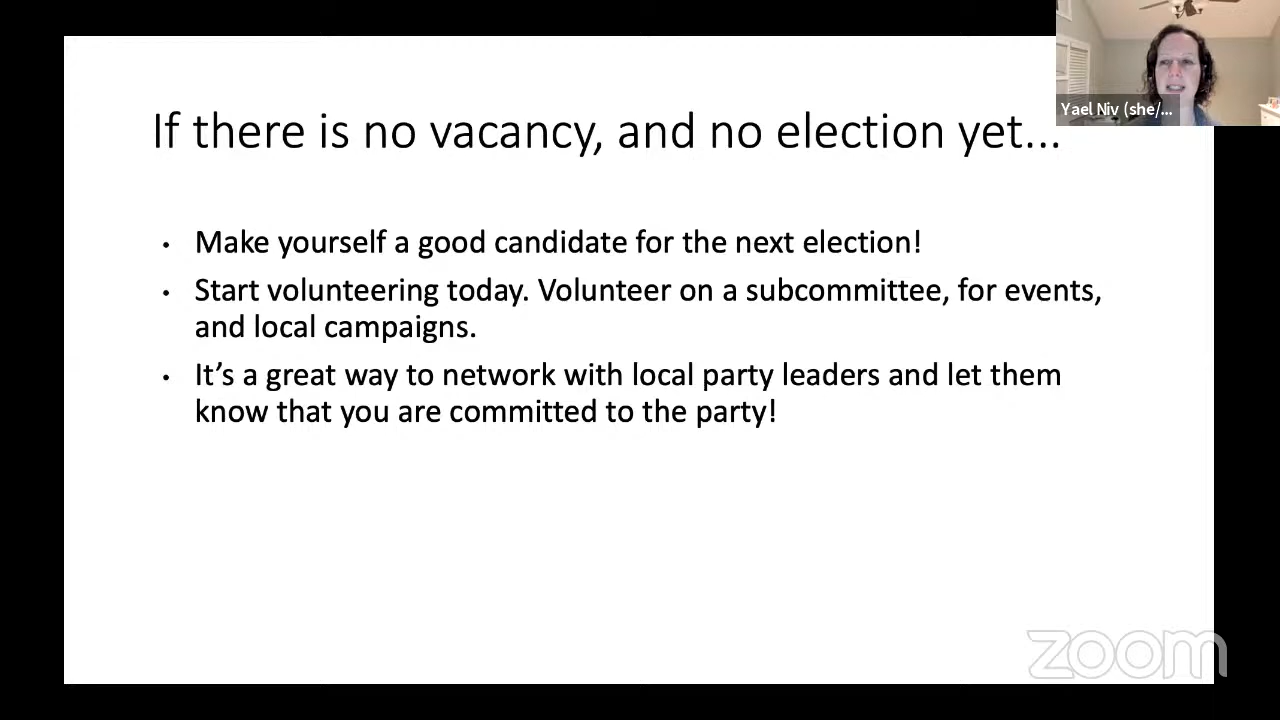 Yael Niv (she/...
If there is no vacancy, and no election yet...
• Make yourself a good candidate for the next election!
• Start volunteering today. Volunteer on a subcommittee, for events,
and local campaigns.
• It’s a great way to network with local party leaders and let them
know that you are committed to the party!
zoom